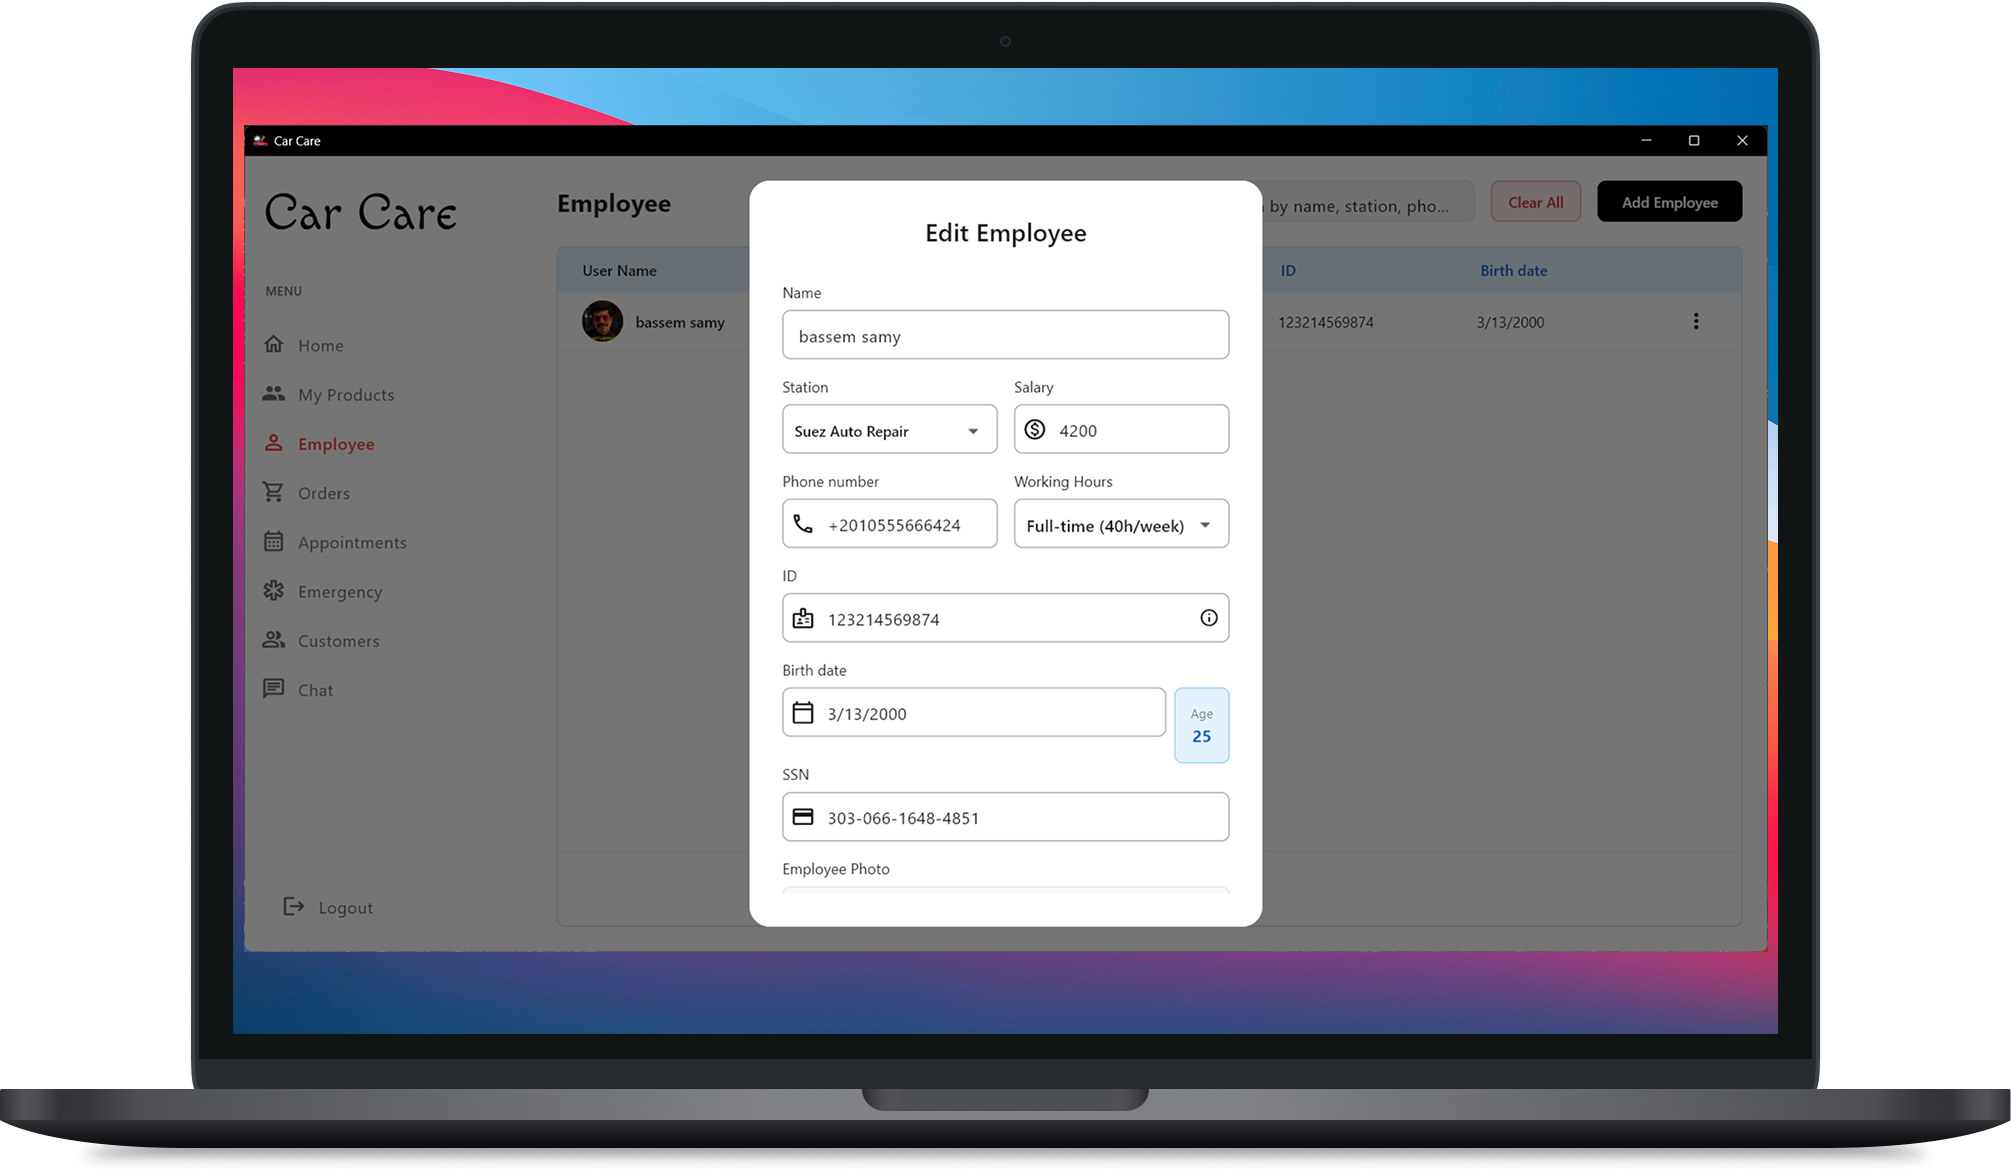 Car Care
Car Care
MENU
Home
My Products
Employee
Orders
Appointments
Emergency
Customers
Chat
Logout
Employee
by name, station, pho...
Clear All
Add Employee
User Name
ID
Birth date
bassem samy
123214569874
3/13/2000
Edit Employee
Name
bassem samy
Station
Salary
Suez Auto Repair
4200
Phone number
Working Hours
+2010555666424
Full-time (40h/week)
ID
123214569874
Birth date
3/13/2000
Age
25
SSN
303-066-1648-4851
Employee Photo